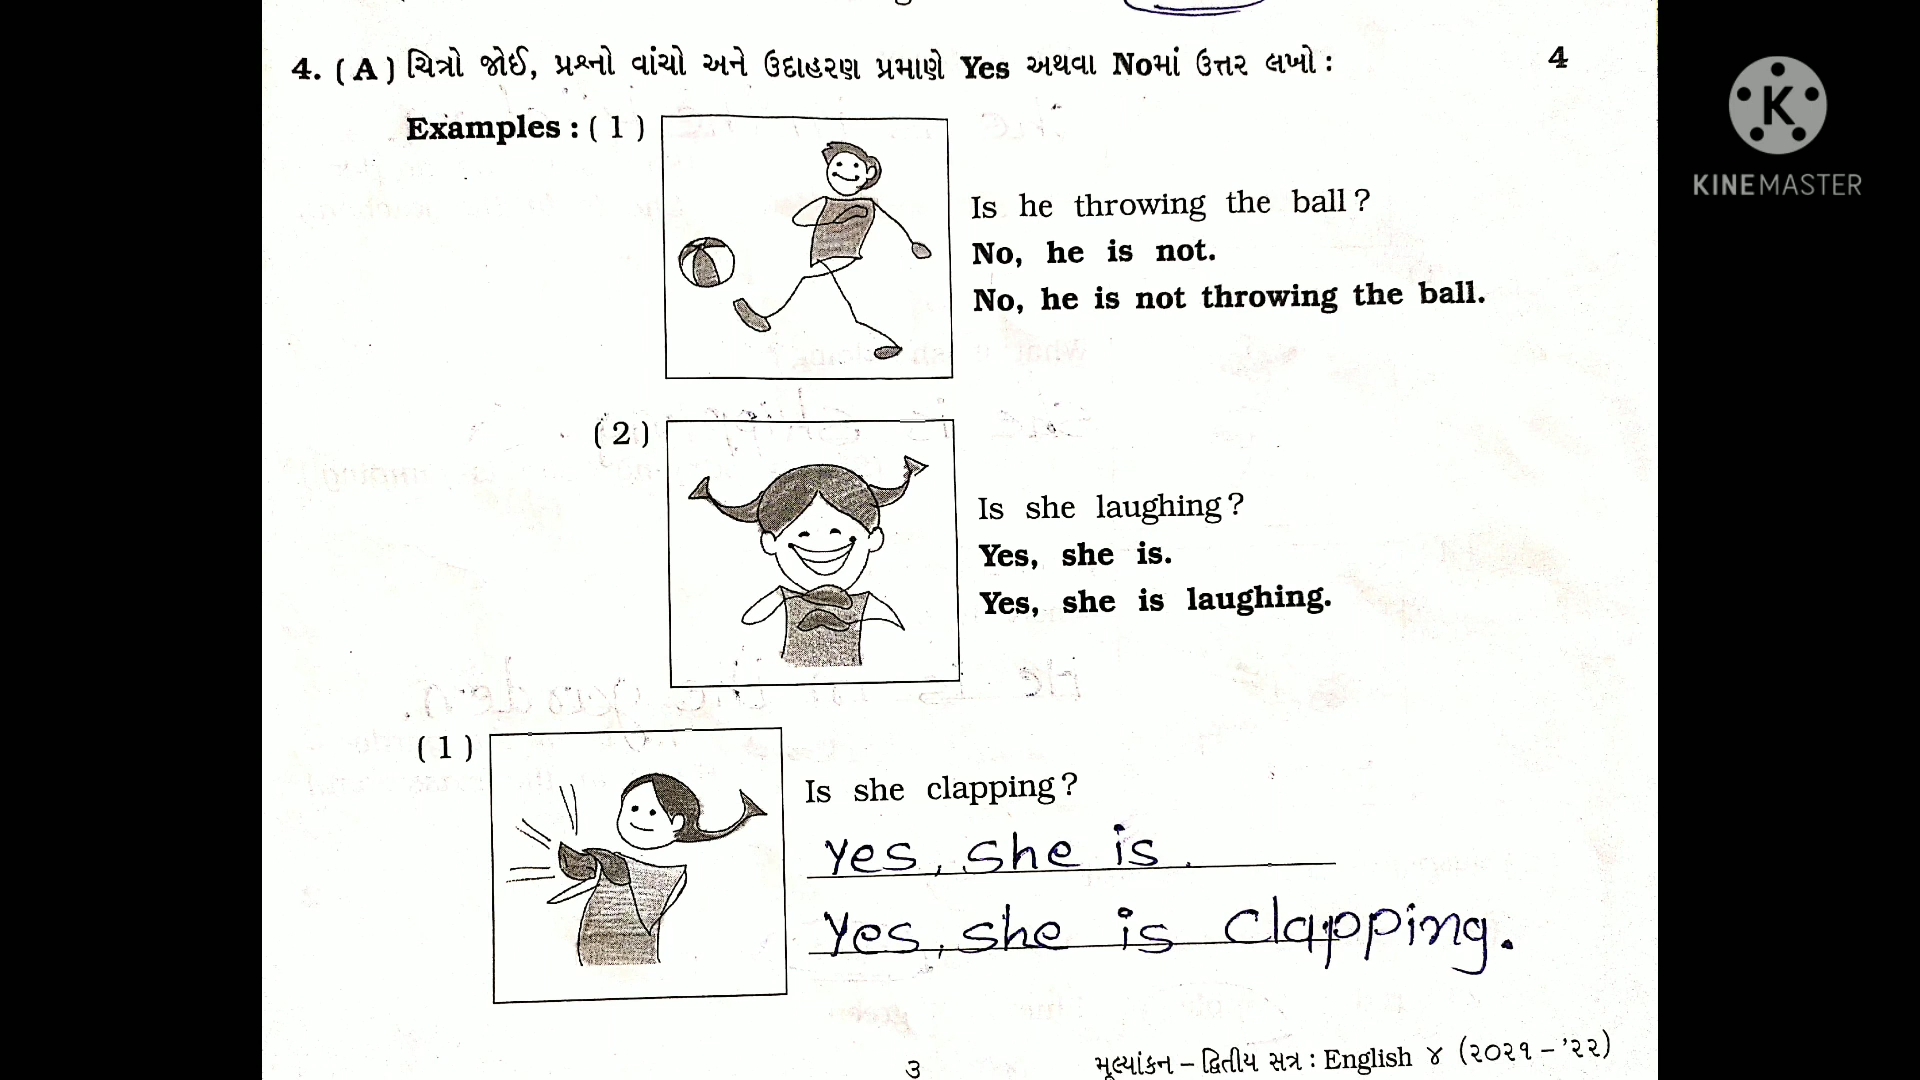 4. ( A ) ચિત્રો જોઈ, પ્રશ્નો વાંચો અને ઉદાહરણ પ્રમાણે Yes અથવા Noમાં ઉત્તર લખો : 4
Examples : ( 1 )
Is he throwing the ball ?
No, he is not.
No, he is not throwing the ball.
( 2 )
Is she laughing ?
Yes, she is.
Yes, she is laughing.
( 1 )
Is she clapping ?
Yes, she is.
Yes, she is clapping.
૩
મૂલ્યાંકન – દ્વિતીય સત્ર : English ૪ (૨૦૨૧ – '૨૨)
K
KINEMASTER